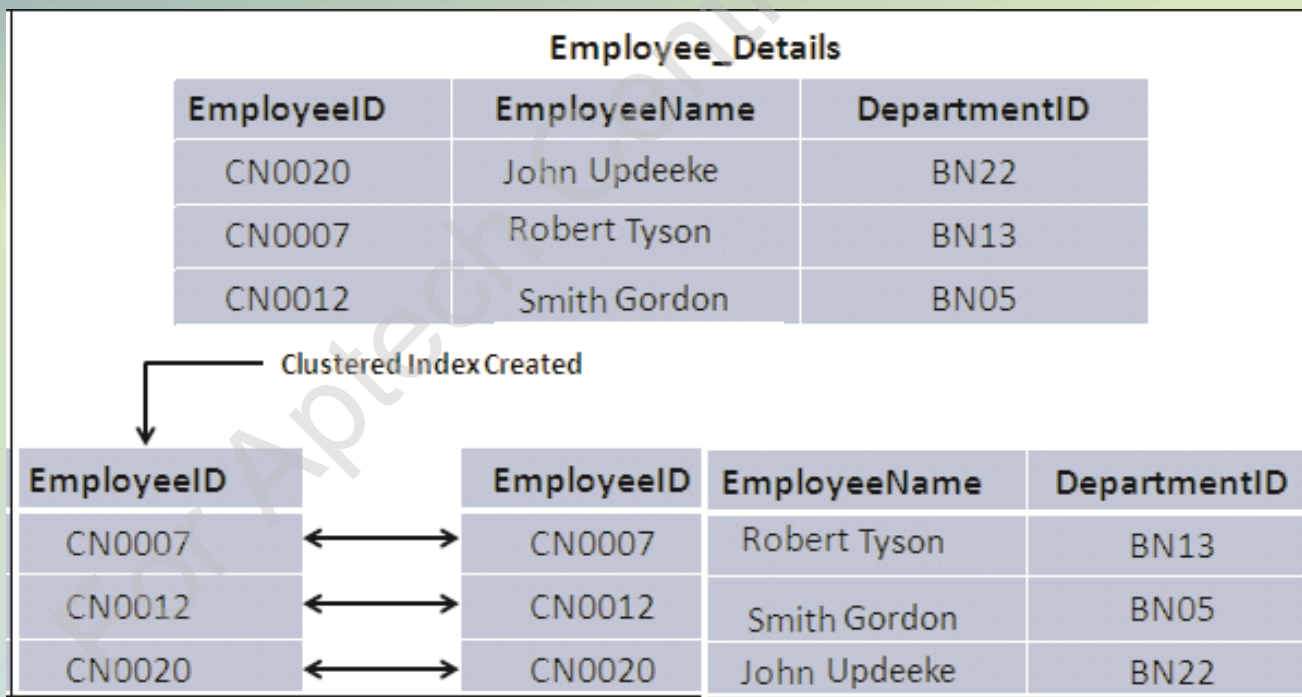 Employee_Details
EmployeeID EmployeeName DepartmentID
CN0020 John Updeeke BN22
CN0007 Robert Tyson BN13
CN0012 Smith Gordon BN05
Clustered Index Created
EmployeeID EmployeeID EmployeeName DepartmentID
CN0007 CN0007 Robert Tyson BN13
CN0012 CN0012 Smith Gordon BN05
CN0020 CN0020 John Updeeke BN22
For Aptech